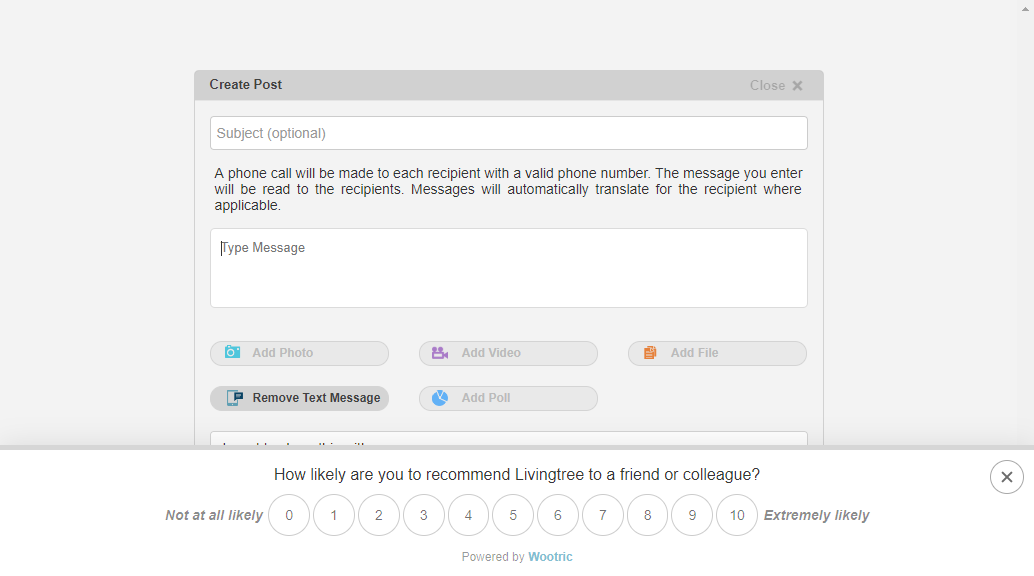 Create Post
Close
Subject (optional)
A phone call will be made to each recipient with a valid phone number. The message you enter
will be read to the recipients. Messages will automatically translate for the recipient where
applicable.
Type Message
Add Photo
Add Video
Add File
Remove Text Message
Add Poll
How likely are you to recommend Livingtree to a friend or colleague?
Not at all likely 0 1 2 3 4 5 6 7 8 9 10 Extremely likely
Powered by Wootric